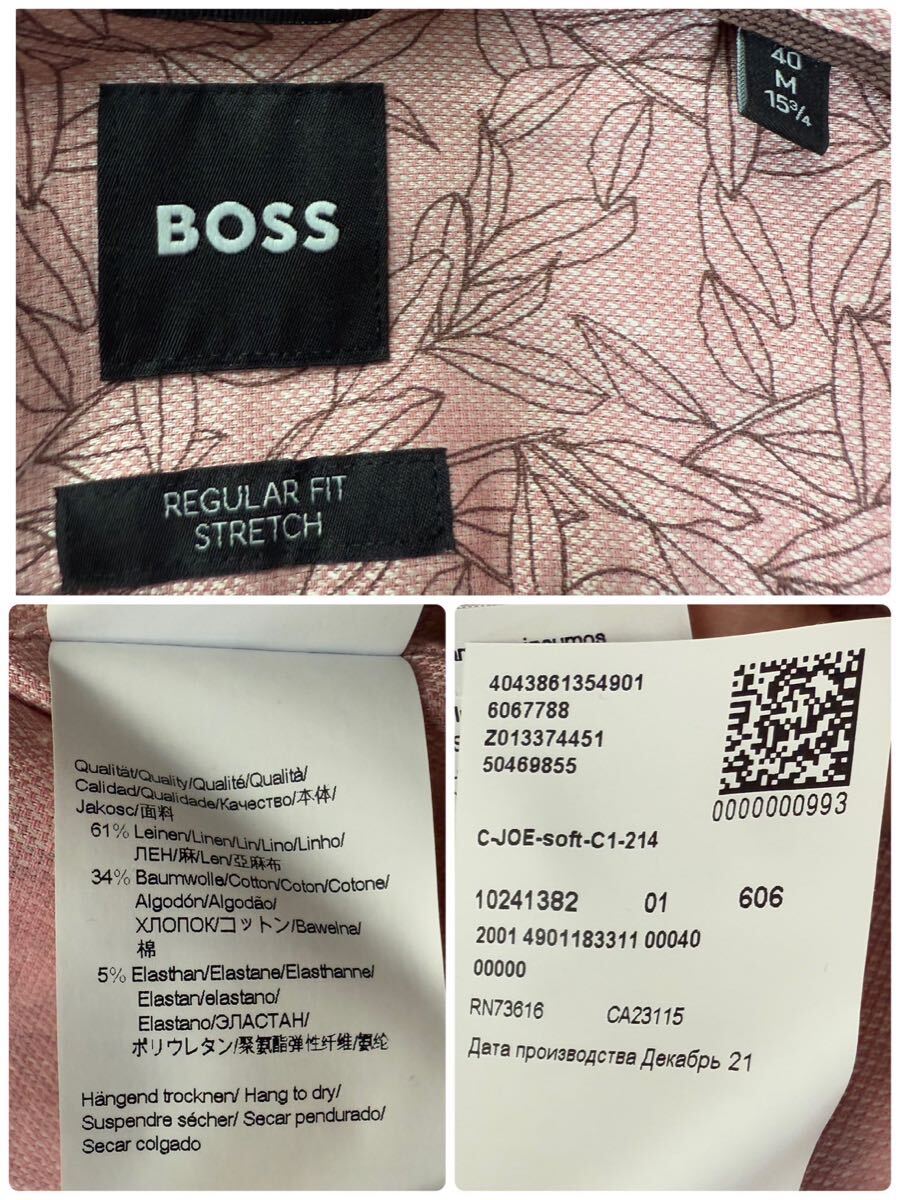 BOSS
REGULAR FIT
STRETCH
40
M
15¾
Qualität/Quality/Qualité/Qualità/
Calidad/Qualidade/Качество/本体/
Jakosc/面料
61% Leinen/Linen/Lin/Lino/Linho/
ЛЕН/麻/Len/亞麻布
34% Baumwolle/Cotton/Coton/Cotone/
Algodón/Algodão/
ХЛОПОК/コットン/Bawelna/
棉
5% Elasthan/Elastane/Elasthanne/
Elastan/elastano/
Elastano/ЭЛАСТАН/
ポリウレタン/聚氨酯弹性纤维/氨纶
Hängend trocknen/ Hang to dry/
Suspendre sécher/ Secar pendurado/
Secar colgado
4043861354901
6067788
Z013374451
50469855
0000000993
C-JOE-soft-C1-214
10241382 01 606
2001 4901183311 00040
00000
RN73616 CA23115
Дата производства Декабрь 21